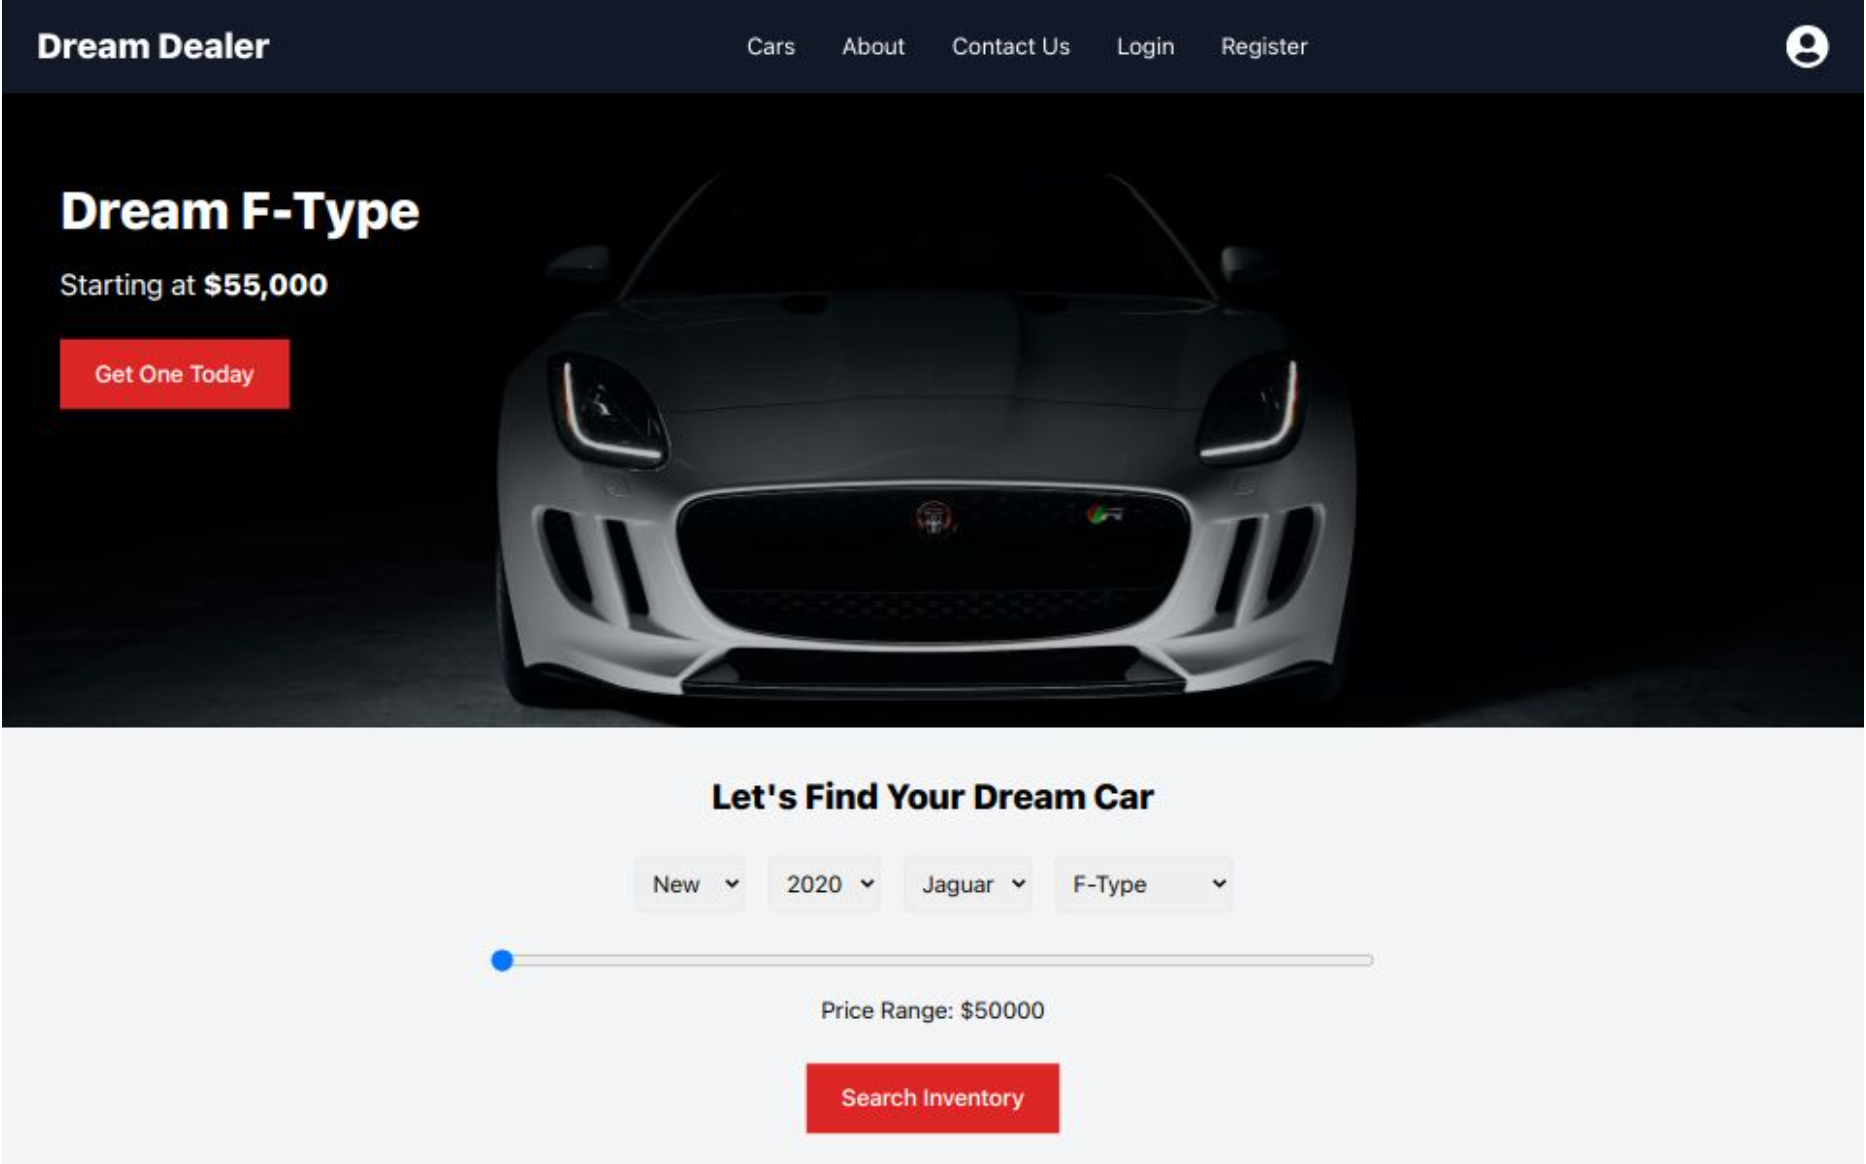 Dream Dealer
Cars About Contact Us Login Register
Dream F-Type
Starting at $55,000
Get One Today
Let's Find Your Dream Car
New 2020 Jaguar F-Type
Price Range: $50000
Search Inventory